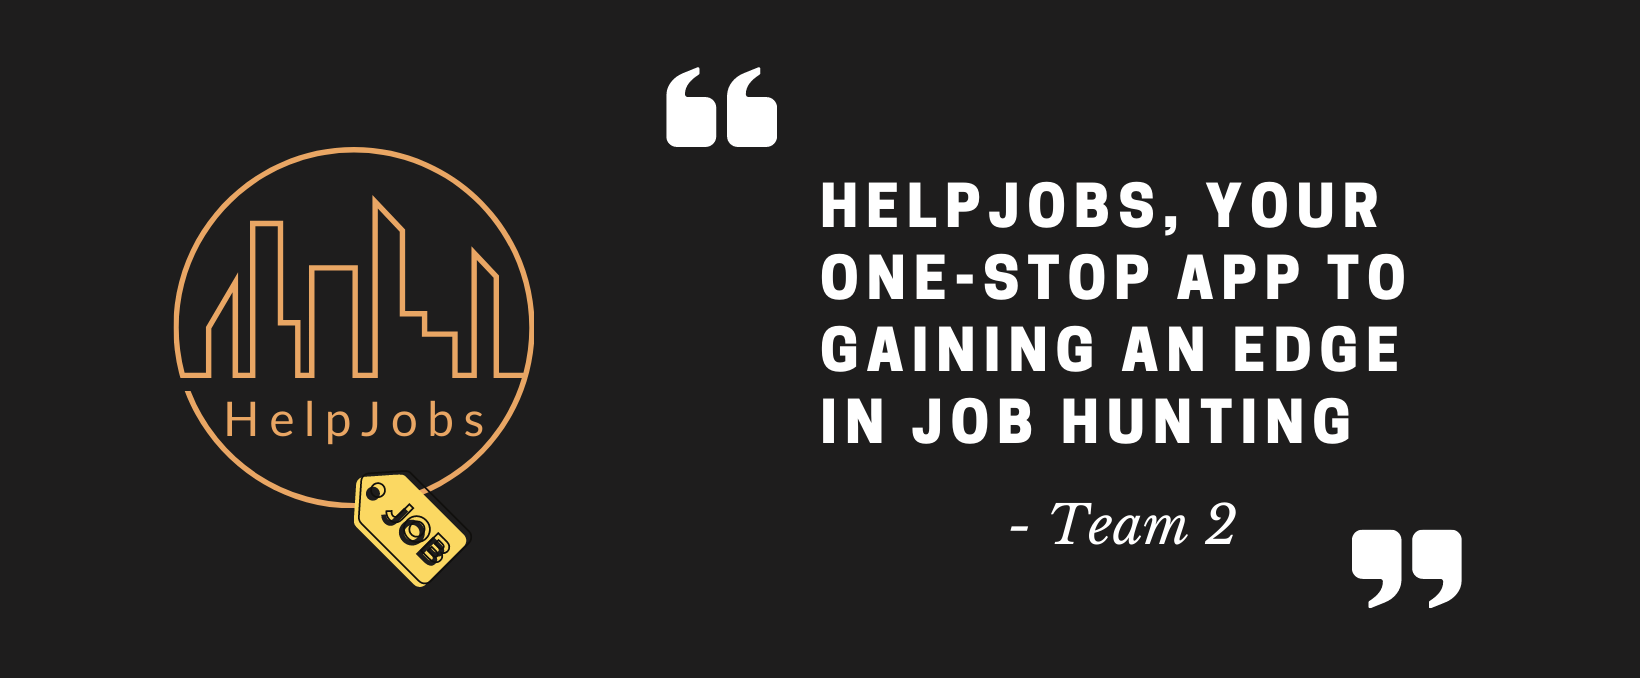 HelpJobs
JOB
HELPJOBS, YOUR
ONE-STOP APP TO
GAINING AN EDGE
IN JOB HUNTING
- Team 2